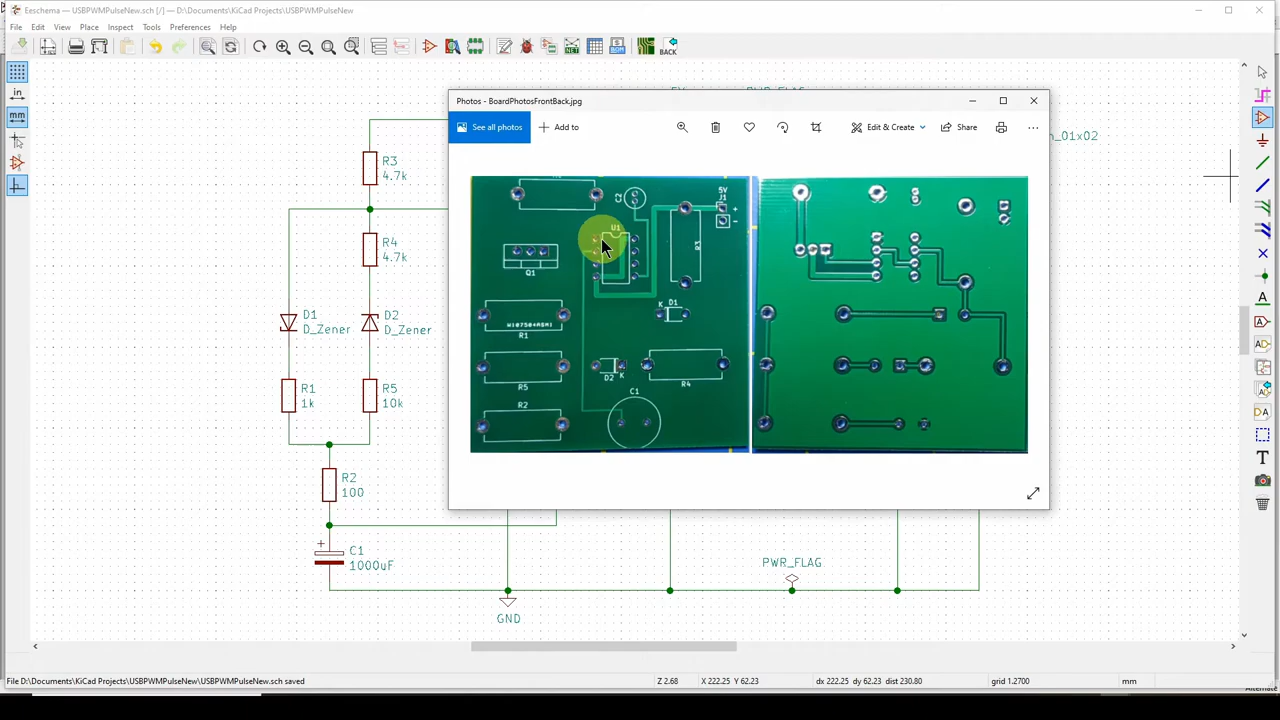 Eeschema — USBPWMPulseNew.sch [/] — D:\Documents\KiCad Projects\USBPWMPulseNew
File Edit View Place Inspect Tools Preferences Help
BACK
in
mm
PWR_FLAG
n_01x02
R3
4.7k
R4
4.7k
D1
D_Zener
D2
D_Zener
R1
1k
R5
10k
R2
100
C1
1000uF
+
GND
PWR_FLAG
Photos - BoardPhotosFrontBack.jpg
See all photos
Add to
Edit & Create
Share
C2
5V
J1
+
-
U1
R3
Q1
K D1
W107504ASM1
R1
D2 K
R4
R5
C1
R2
File D:\Documents\KiCad Projects\USBPWMPulseNew\USBPWMPulseNew.sch saved
Z 2.68
X 222.25 Y 62.23
dx 222.25 dy 62.23 dist 230.80
grid 1.2700
mm